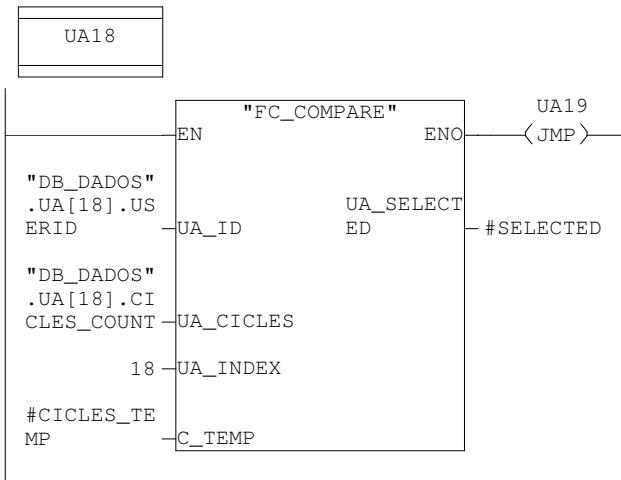 UA18
"FC_COMPARE"
UA19
EN
ENO
JMP
"DB_DADOS"
.UA[18].US
ERID
UA_ID
UA_SELECT
ED
#SELECTED
"DB_DADOS"
.UA[18].CI
CLES_COUNT
UA_CICLES
18
UA_INDEX
#CICLES_TE
MP
C_TEMP